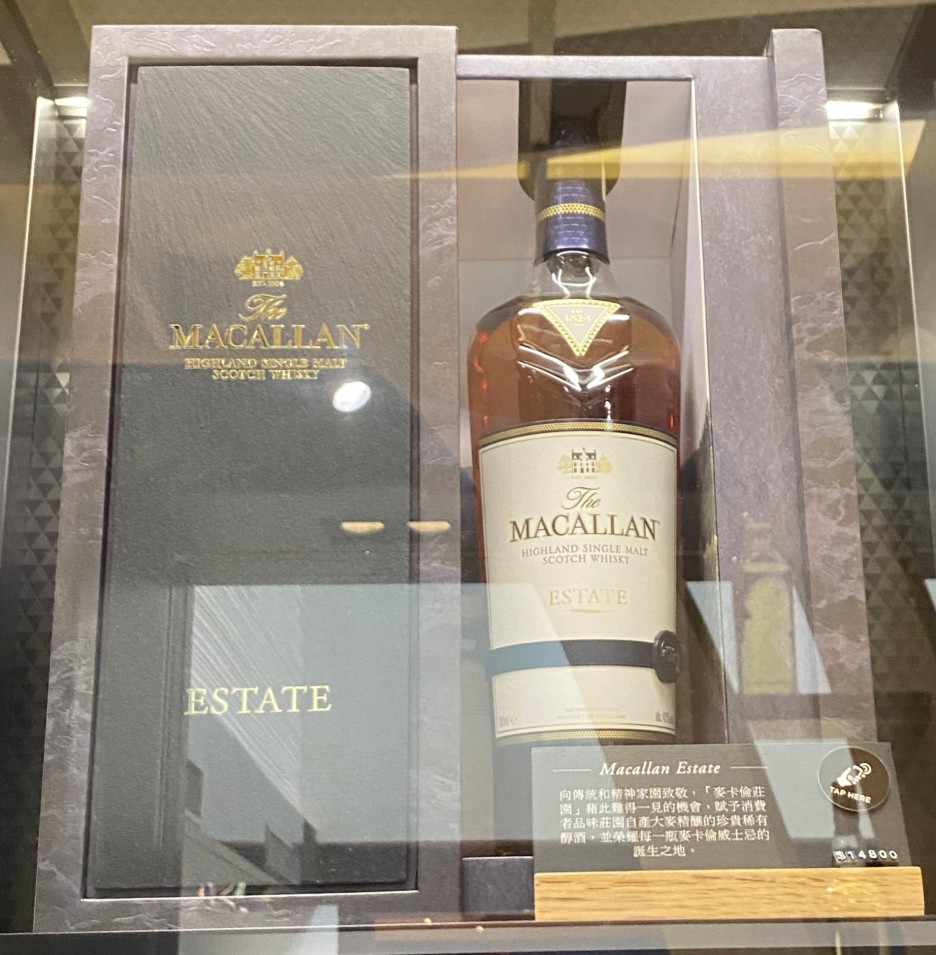 EST. 1824
The
MACALLAN
HIGHLAND SINGLE MALT
SCOTCH WHISKY
ESTATE
1824
The
MACALLAN
HIGHLAND SINGLE MALT
SCOTCH WHISKY
ESTATE
Macallan Estate
向傳統和精神家園致敬，「麥卡倫莊
園」藉此難得一見的機會，賦予消費
者品味莊園自產大麥精釀的珍貴稀有
醇酒，並榮耀每一瓶麥卡倫威士忌的
誕生之地。
TAP HERE
$14800